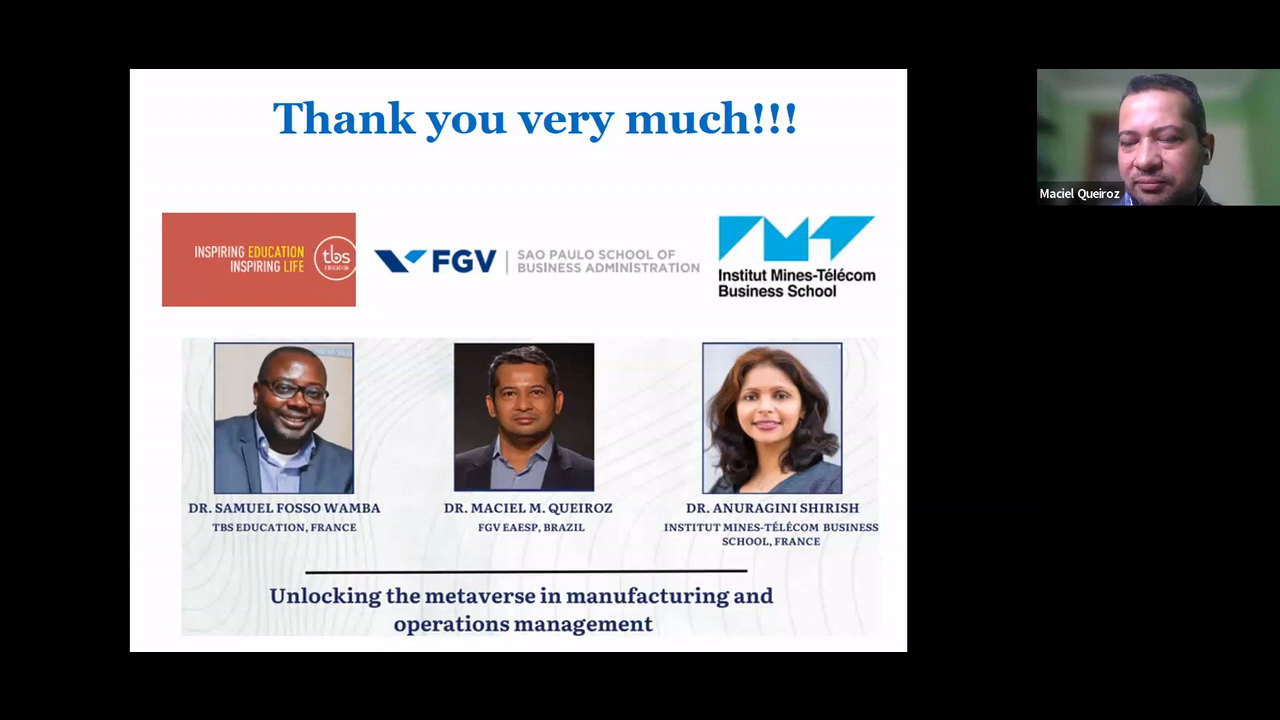 Thank you very much!!!
Maciel Queiroz
INSPIRING EDUCATION
INSPIRING LIFE
tbs
EDUCATION
FGV
SAO PAULO SCHOOL OF
BUSINESS ADMINISTRATION
Institut Mines-Télécom
Business School
DR. SAMUEL FOSSO WAMBA
TBS EDUCATION, FRANCE
DR. MACIEL M. QUEIROZ
FGV EAESP, BRAZIL
DR. ANURAGINI SHIRISH
INSTITUT MINES-TÉLÉCOM BUSINESS
SCHOOL, FRANCE
Unlocking the metaverse in manufacturing and
operations management